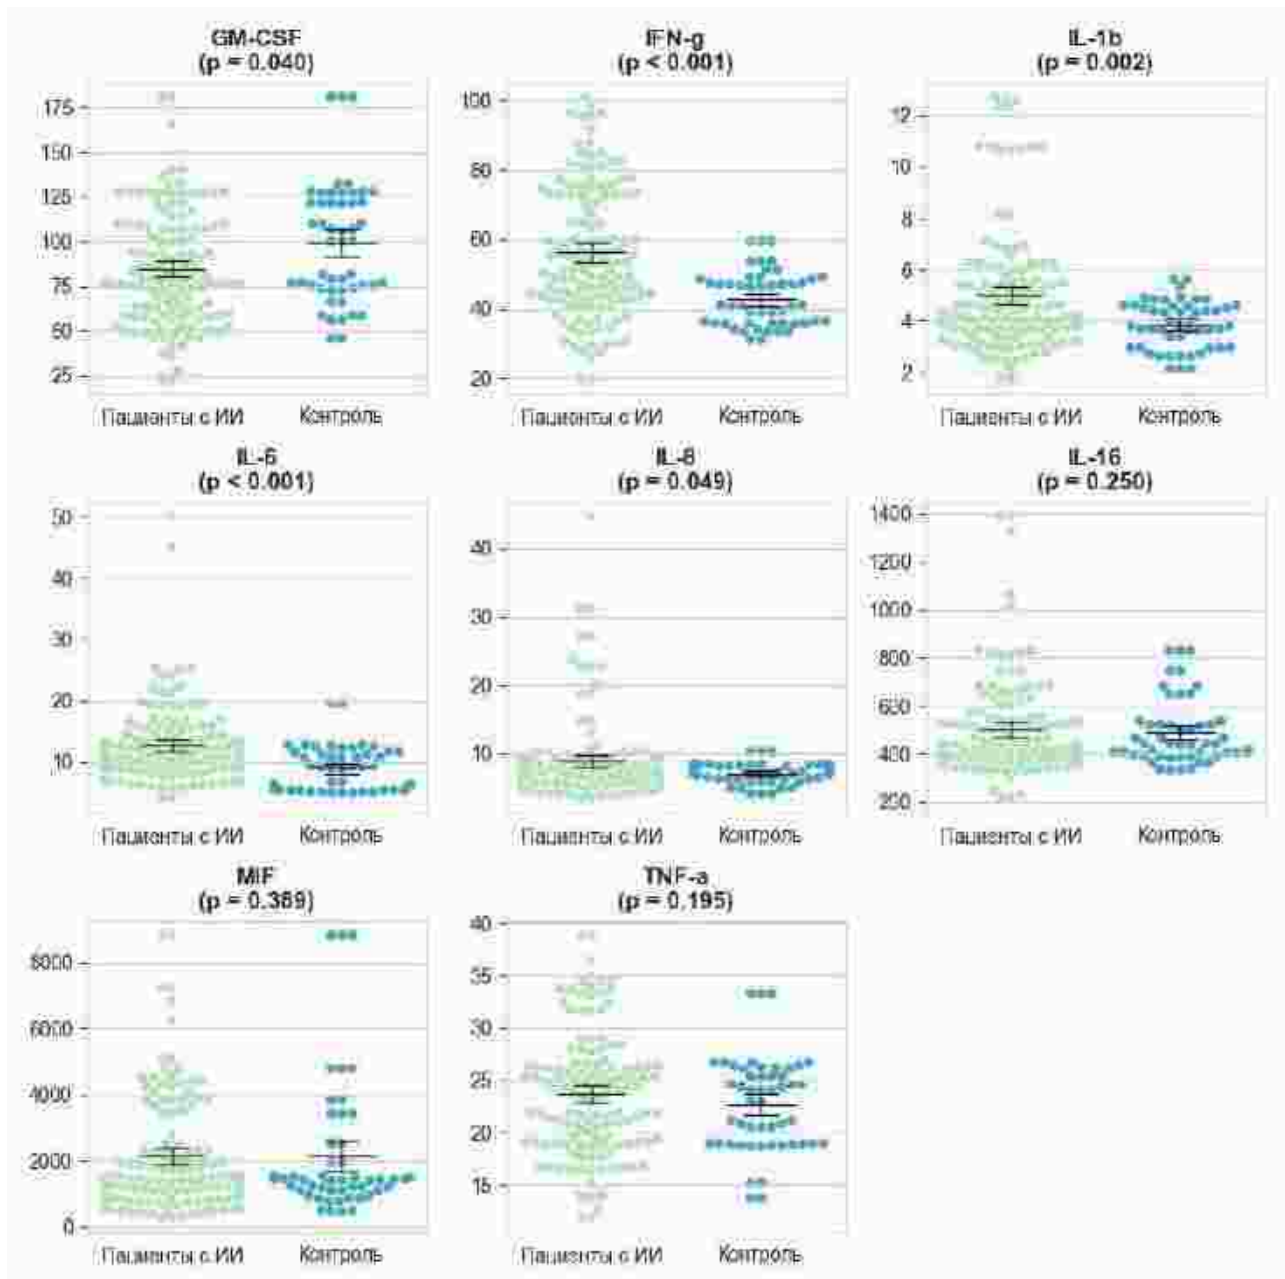 GM-CSF
(p = 0.040)
175
150
125
100
75
50
25
Пациенты с ИИ Контроль
IFN-g
(p < 0.001)
100
80
60
40
20
Пациенты с ИИ Контроль
IL-1b
(p = 0.002)
12
10
8
6
4
2
Пациенты с ИИ Контроль
IL-6
(p < 0.001)
50
40
30
20
10
Пациенты с ИИ Контроль
IL-8
(p = 0.049)
40
30
20
10
Пациенты с ИИ Контроль
IL-16
(p = 0.250)
1400
1200
1000
800
600
400
200
Пациенты с ИИ Контроль
MIF
(p = 0.389)
8000
6000
4000
2000
0
Пациенты с ИИ Контроль
TNF-a
(p = 0.195)
40
35
30
25
20
15
Пациенты с ИИ Контроль